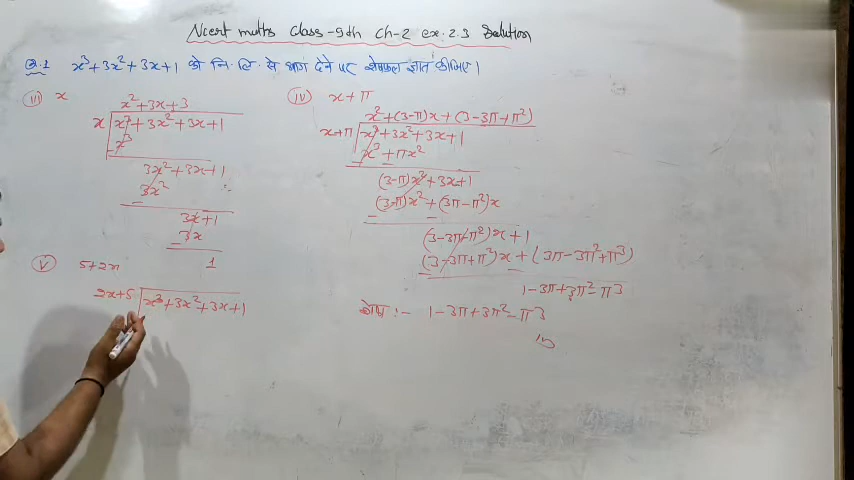 Ncert maths Class-9th Ch-2 ex. 2.3 Solution
Q.1 x³+3x²+3x+1 को नि. लि. से भाग देने पर शेषफल ज्ञात कीजिए।
iii) x
x²+3x+3
x x³+3x²+3x+1
-x³
3x²+3x+1
3x²
-
3x+1
3x
-
1
iv) x+π
x²+(3-π)x+(3-3π+π²)
x+π x³+3x²+3x+1
x³+πx²
- -
(3-π)x²+3x+1
(3-π)x²+(3π-π²)x
- -
(3-3π+π²)x+1
(3-3π+π²)x+(3π-3π²+π³)
- -
1-3π+3π²-π³
शेष :- 1-3π+3π²-π³
v) 5+2x
2x+5 x³+3x²+3x+1